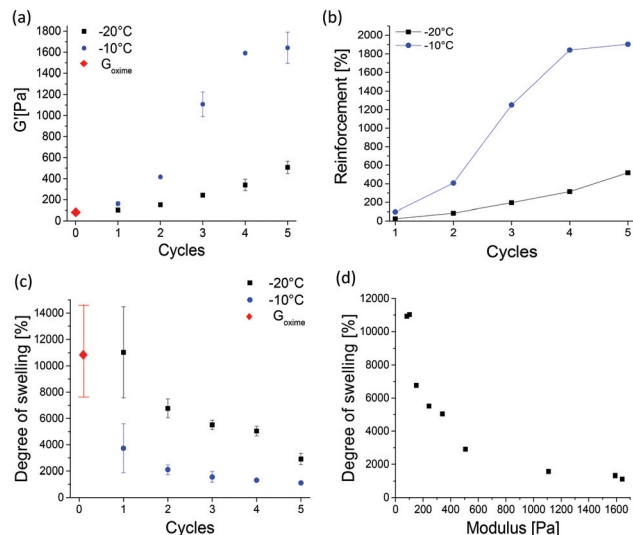 (a)
-20°C
-10°C
G oxime
G'[Pa]
1800
1600
1400
1200
1000
800
600
400
200
0
0 1 2 3 4 5
Cycles
(b)
-20°C
-10°C
Reinforcement [%]
2000
1800
1600
1400
1200
1000
800
600
400
200
0
1 2 3 4 5
Cycles
(c)
-20°C
-10°C
G oxime
Degree of swelling [%]
14000
12000
10000
8000
6000
4000
2000
0
0 1 2 3 4 5
Cycles
(d)
Degree of swelling [%]
12000
10000
8000
6000
4000
2000
0
0 200 400 600 800 1000 1200 1400 1600
Modulus [Pa]